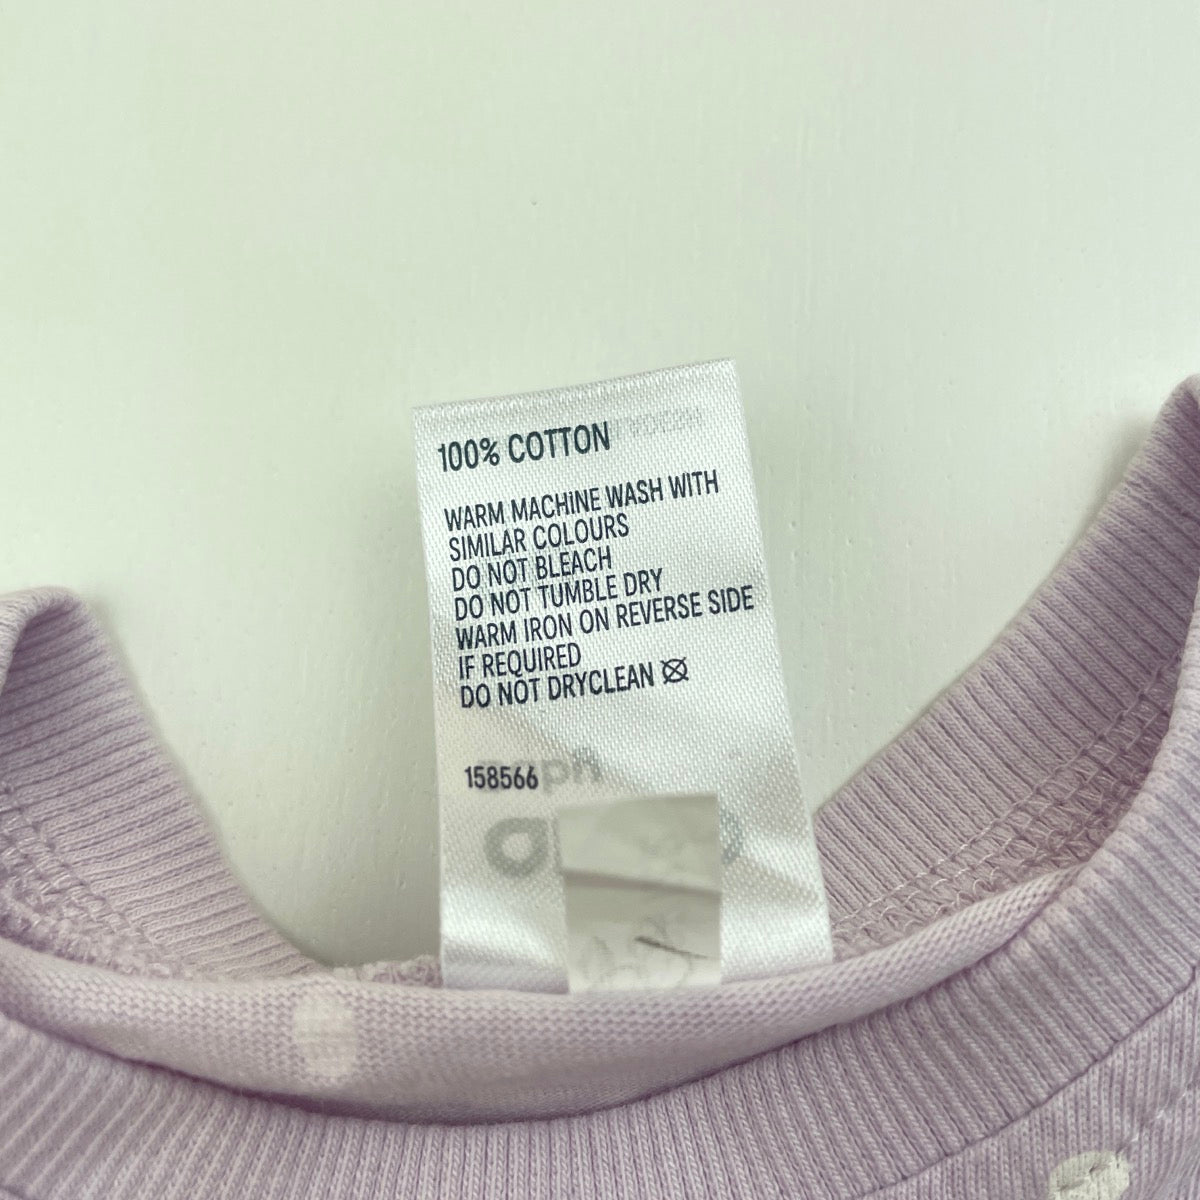 100% COTTON
WARM MACHINE WASH WITH
SIMILAR COLOURS
DO NOT BLEACH
DO NOT TUMBLE DRY
WARM IRON ON REVERSE SIDE
IF REQUIRED
DO NOT DRYCLEAN
158566